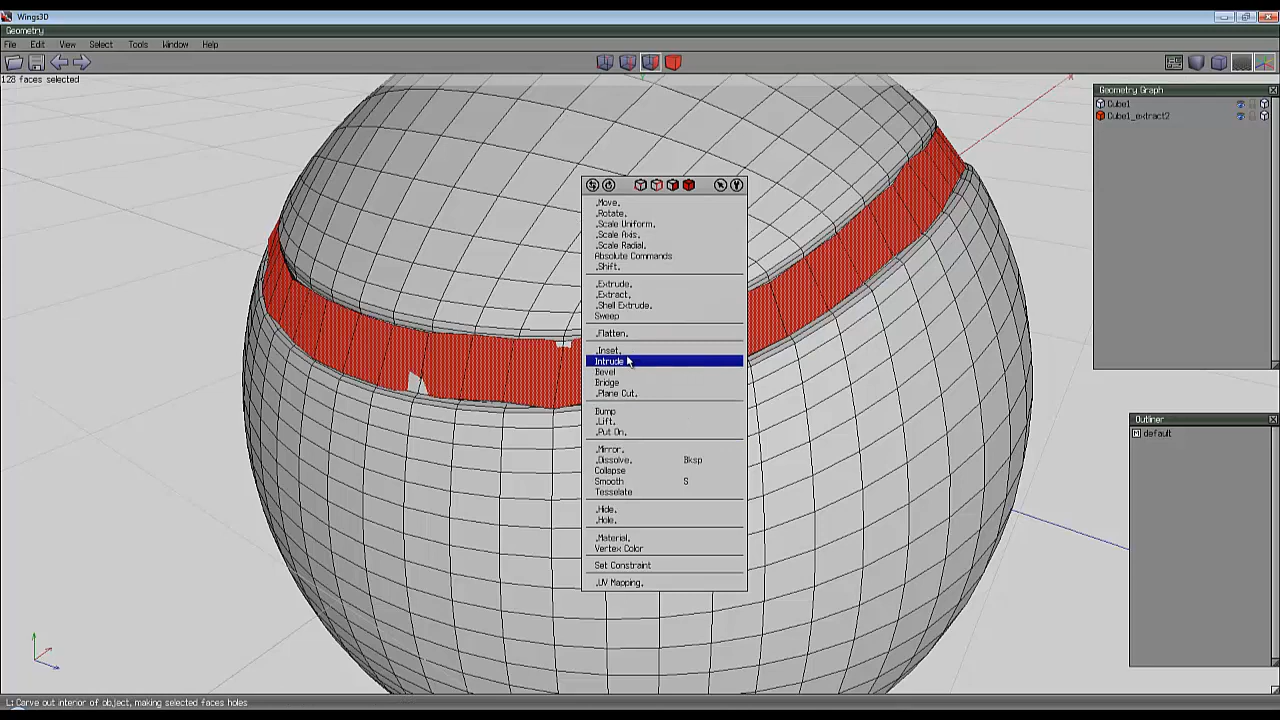 Wings3D
Geometry
File Edit View Select Tools Window Help
128 faces selected
Geometry Graph
Cube1
Cube1_extract2
.Move.
.Rotate.
.Scale Uniform.
.Scale Axis.
.Scale Radial.
Absolute Commands
.Shift.
.Extrude.
.Extract.
.Shell Extrude.
Sweep
.Flatten.
.Inset.
Intrude
Bevel
Bridge
.Plane Cut.
Bump
.Lift.
.Put On.
.Mirror.
.Dissolve. Bksp
Collapse
Smooth S
Tesselate
.Hide.
.Hole.
.Material.
Vertex Color
Set Constraint
.UV Mapping.
Outliner
M default
L: Carve out interior of object, making selected faces holes